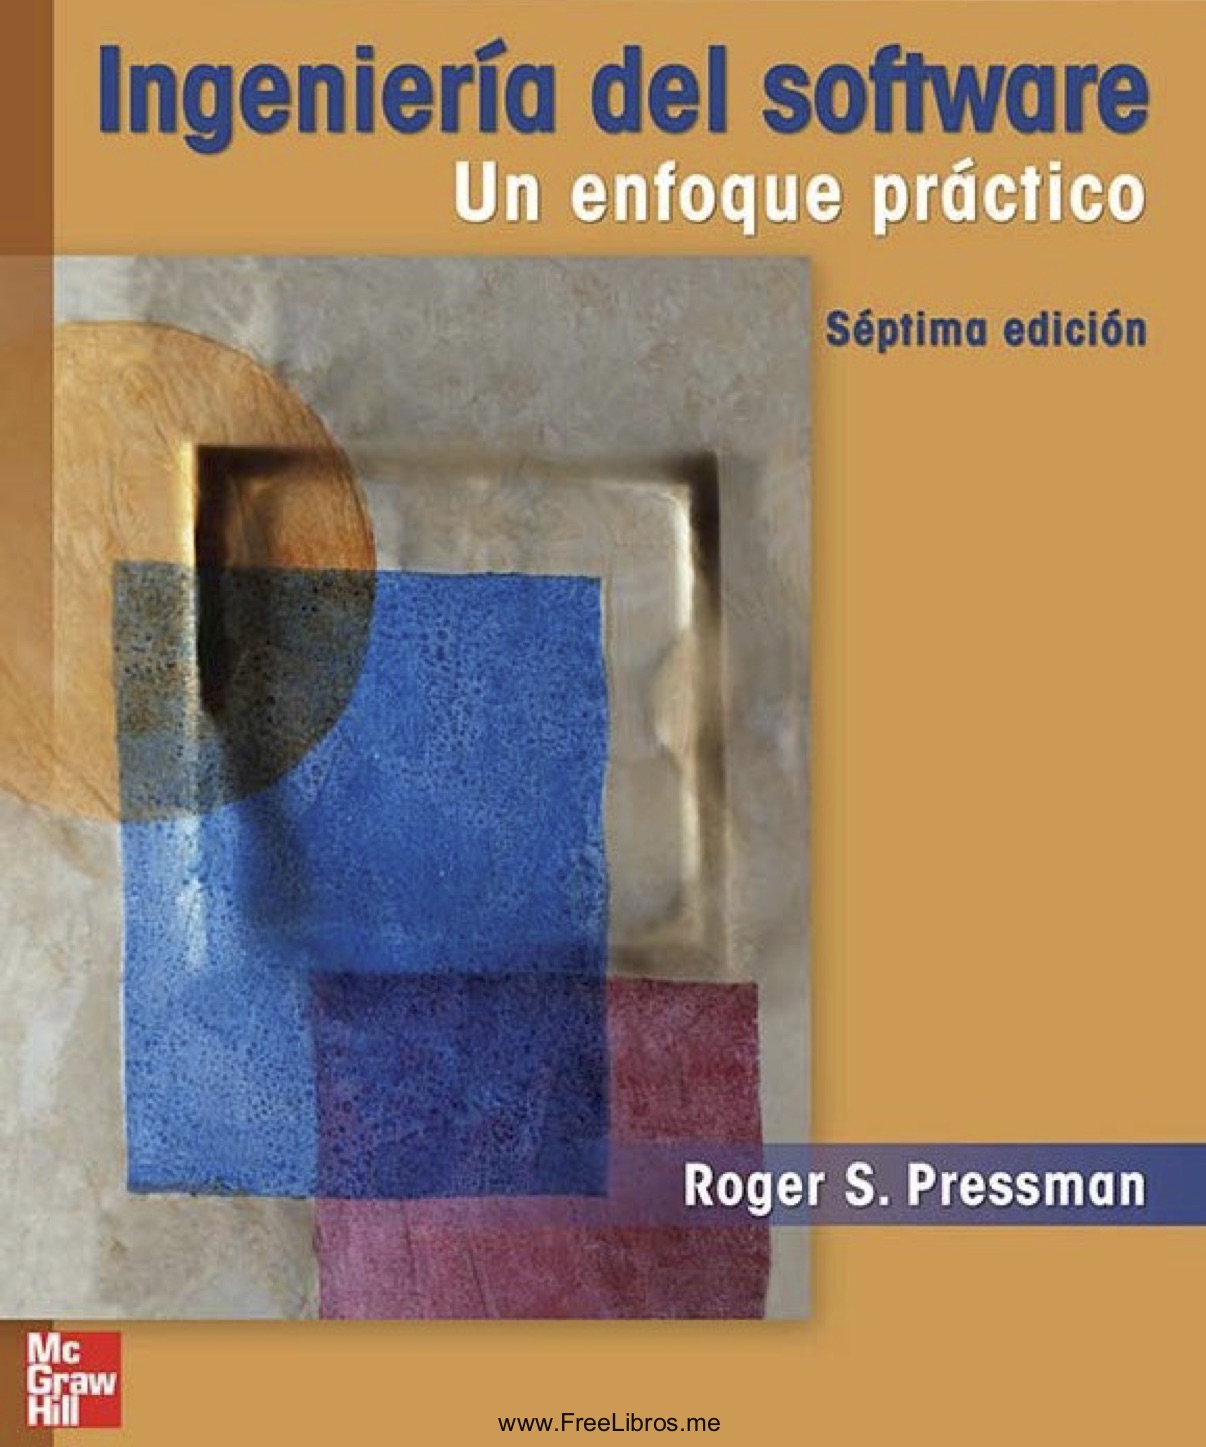 Ingeniería del software
Un enfoque práctico
Séptima edición
Roger S. Pressman
Mc
Graw
Hill
www.FreeLibros.me